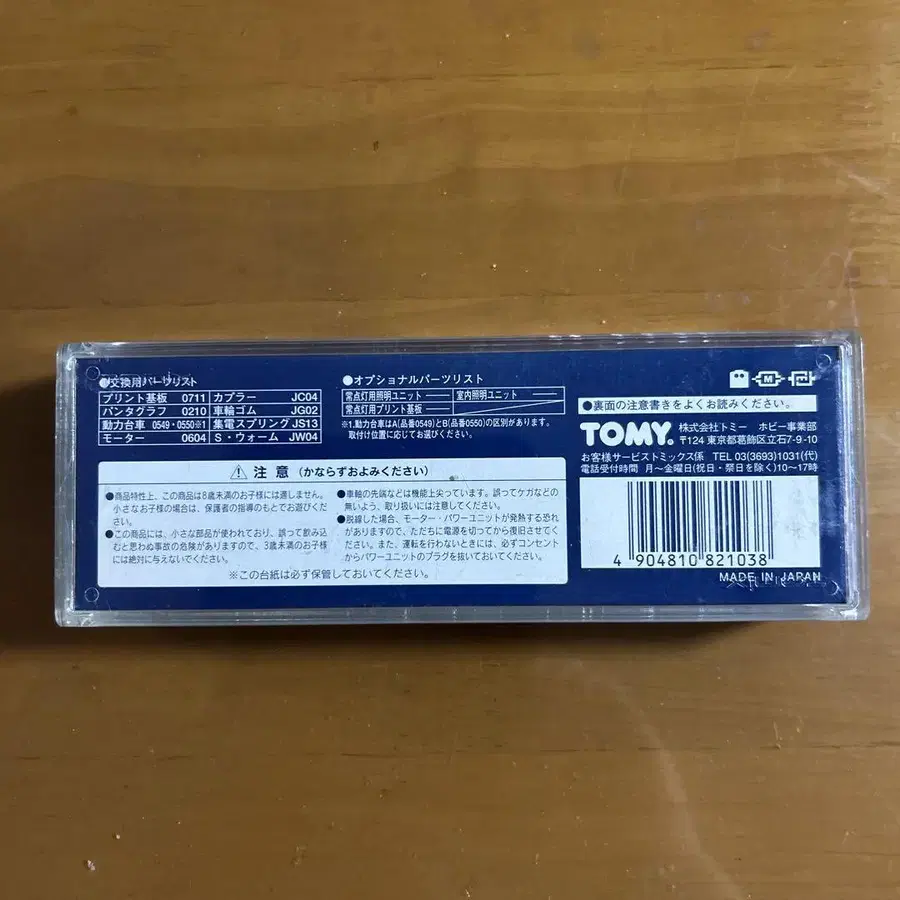 ●交換用パーツリスト
プリント基板 0711 カプラー JC04
パンタグラフ 0210 車輪ゴム JG02
動力台車 0549・0550※1 集電スプリング JS13
モーター 0604 S・ウォーム JW04
●オプショナルパーツリスト
常点灯用照明ユニット ― 室内照明ユニット ―
常点灯用プリント基板 ―
※1.動力台車はA(品番0549)とB(品番0550)の区別があります。
取付け位置に応じてお選びください。
注意 (かならずおよみください)
●商品特性上、この商品は8歳未満のお子様には適しません。
小さなお子様の場合は、保護者の指導のもとでお遊びくだ
さい。
●この商品には、小さな部品が使われており、誤って飲み込
むと思わぬ事故の危険がありますので、3歳未満のお子様
には絶対に与えないでください。
●車輪の先端などは機能上尖っています。誤ってケガなどの
無いよう、取り扱いには注意してください。
●脱線した場合、モーター・パワーユニットが発熱する恐れ
がありますので、ただちに電源を切ってから復旧させてく
ださい。また、運転を行わないときには、必ずコンセント
からパワーユニットのプラグを抜いておいてください。
※この台紙は必ず保管しておいてください。
M
●裏面の注意書きをよくお読みください。
TOMY. 株式会社トミー ホビー事業部
〒124 東京都葛飾区立石7-9-10
お客様サービストミックス係 TEL 03(3693)1031(代)
電話受付時間 月～金曜日(祝日・祭日を除く)10～17時
4 904810 821038
MADE IN JAPAN